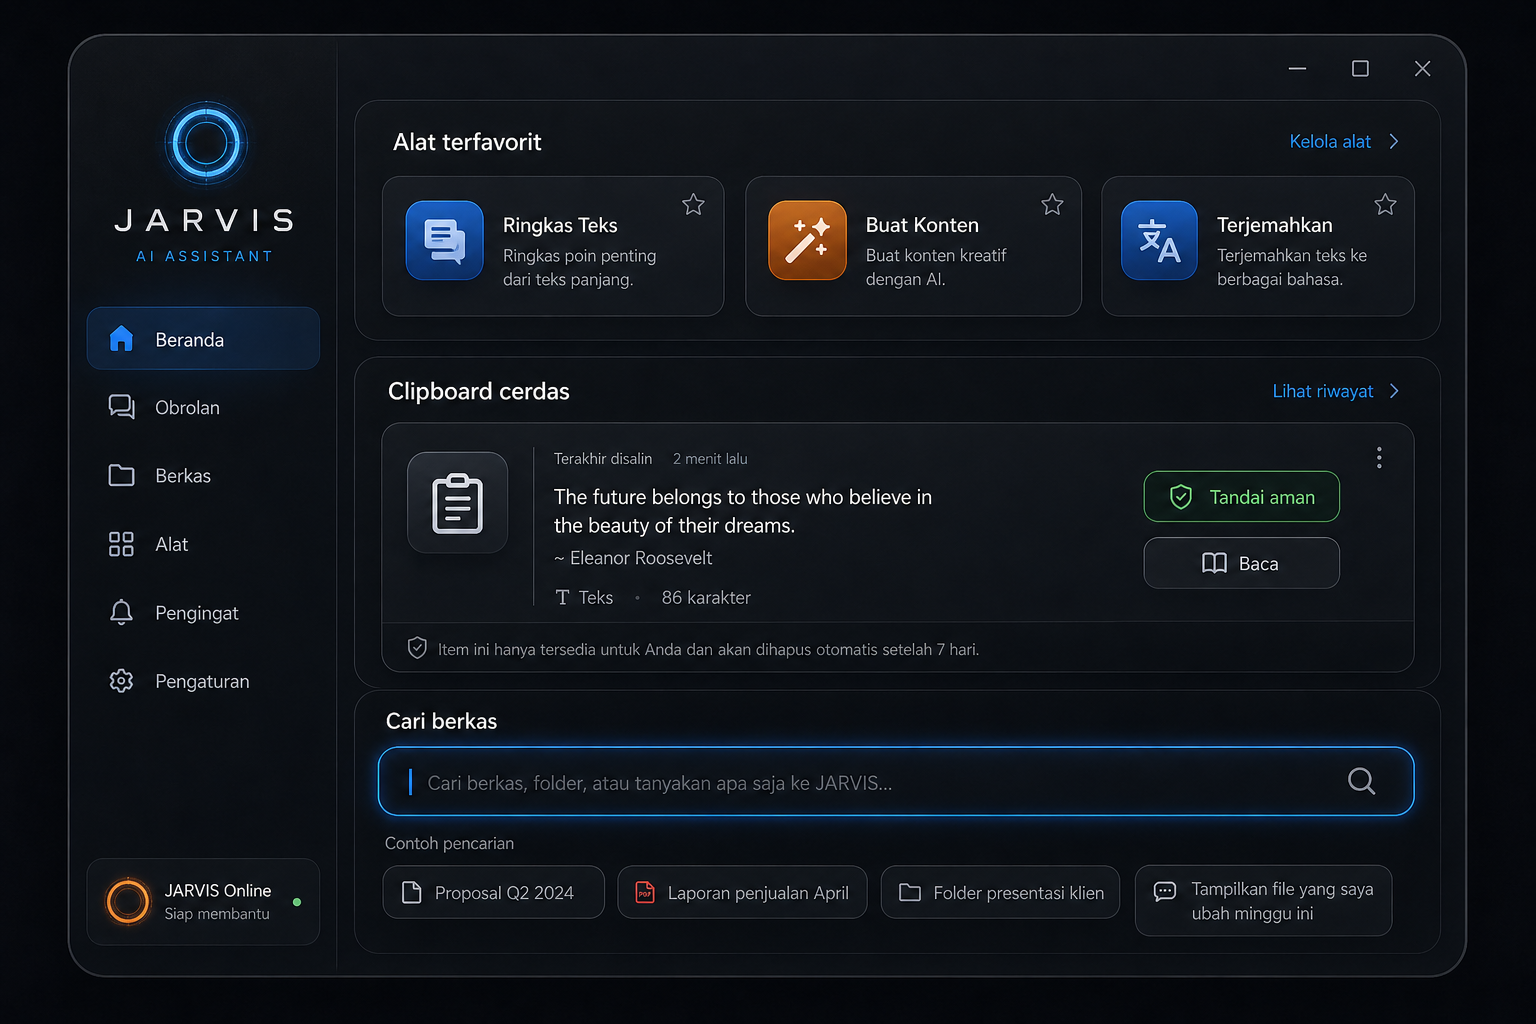 JARVIS
AI ASSISTANT
Beranda
Obrolan
Berkas
Alat
Pengingat
Pengaturan
JARVIS Online
Siap membantu
Alat terfavorit
Kelola alat
Ringkas Teks
Ringkas poin penting
dari teks panjang.
Buat Konten
Buat konten kreatif
dengan AI.
文A
Terjemahkan
Terjemahkan teks ke
berbagai bahasa.
Clipboard cerdas
Lihat riwayat
Terakhir disalin 2 menit lalu
The future belongs to those who believe in
the beauty of their dreams.
~ Eleanor Roosevelt
T Teks • 86 karakter
Tandai aman
Baca
Item ini hanya tersedia untuk Anda dan akan dihapus otomatis setelah 7 hari.
Cari berkas
Cari berkas, folder, atau tanyakan apa saja ke JARVIS...
Contoh pencarian
Proposal Q2 2024
PDF
Laporan penjualan April
Folder presentasi klien
Tampilkan file yang saya
ubah minggu ini